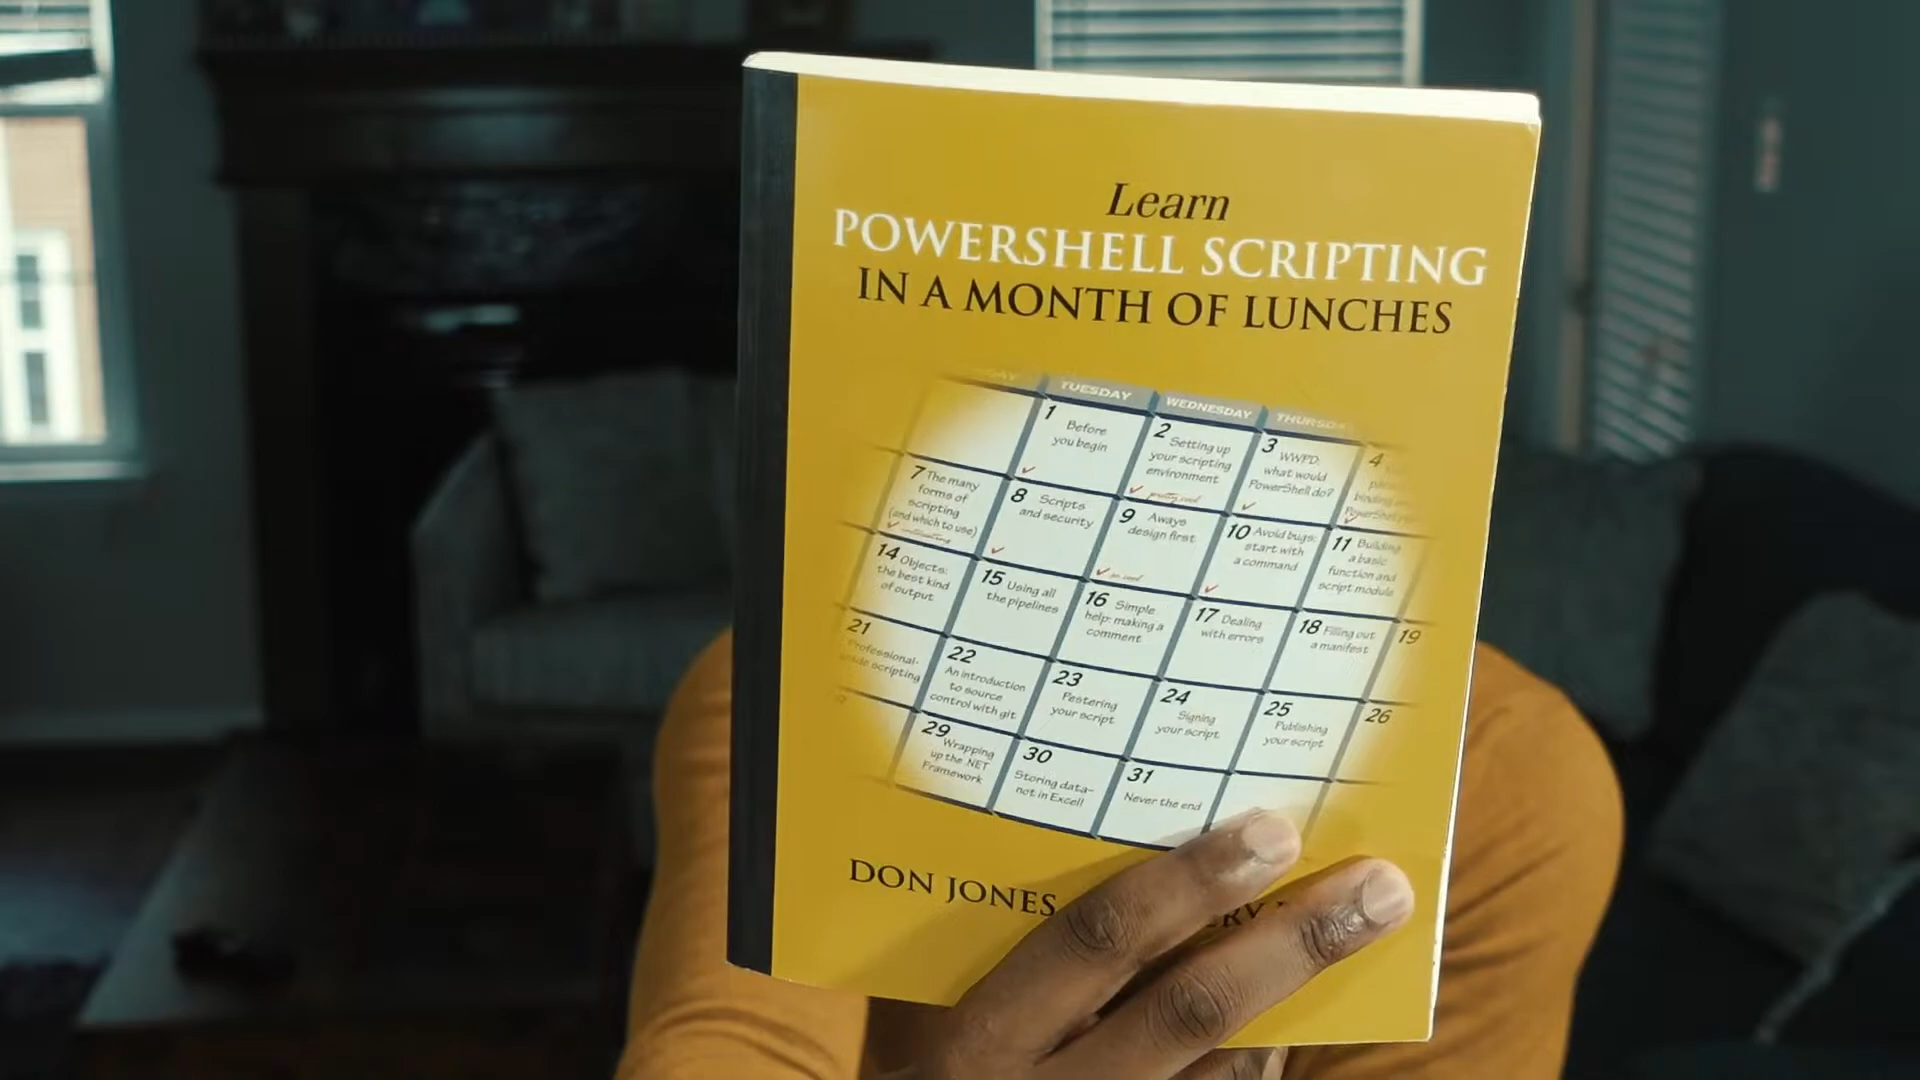 Learn
POWERSHELL SCRIPTING
IN A MONTH OF LUNCHES
TUESDAY
WEDNESDAY
1 Before
you begin
2 Setting up
your scripting
environment
3 WWPD:
what would
PowerShell do?
4
7 The many
forms of
scripting
(and which to use)
8 Scripts
and security
9 Aways
design first
10 Avoid bugs:
start with
a command
11 Building
a basic
function and
script module
14 Objects:
the best kind
of output
15 Using all
the pipelines
16 Simple
help: making a
comment
17 Dealing
with errors
18 Filling out
a manifest
19
21
Professional-
scripting
22
An introduction
to source
control with git
23
Pestering
your script
24
Signing
your script
25
Publishing
your script
26
29
Wrapping
up the .NET
Framework
30
Storing data—
not in Excel!
31
Never the end
DON JONES